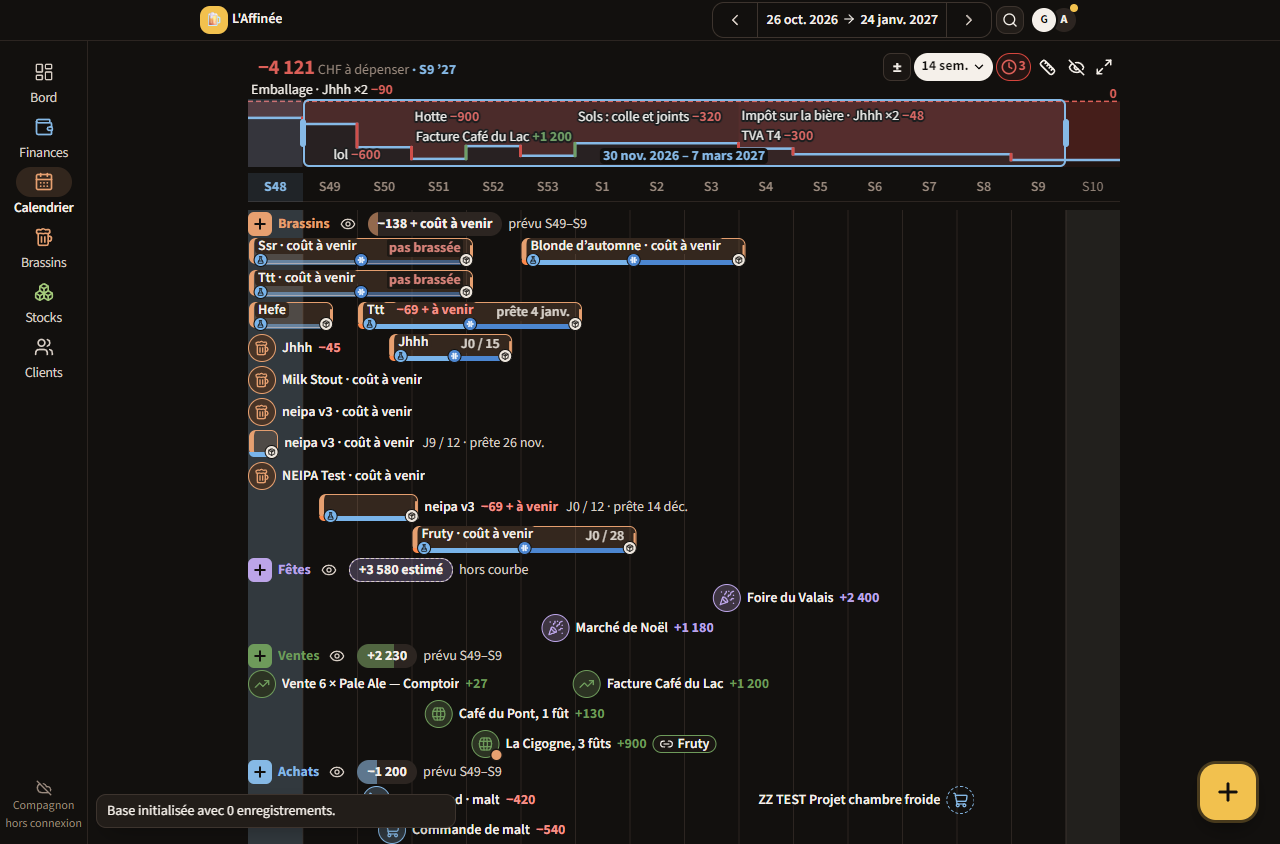 L'Affinée
26 oct. 2026 → 24 janv. 2027
G A
−4 121 CHF à dépenser · S9 ’27
± 14 sem. 3
Emballage · Jhhh ×2 −90
0
Hotte −900
Sols : colle et joints −320
Impôt sur la bière · Jhhh ×2 −48
Facture Café du Lac +1 200
TVA T4 −300
lol −600
30 nov. 2026 – 7 mars 2027
S48 S49 S50 S51 S52 S53 S1 S2 S3 S4 S5 S6 S7 S8 S9 S10
Bord
Finances
Calendrier
Brassins
Stocks
Clients
Brassins −138 + coût à venir prévu S49–S9
Ssr · coût à venir pas brassée Blonde d’automne · coût à venir
Ttt · coût à venir pas brassée
Hefe Ttt −69 + à venir prête 4 janv.
Jhhh −45 Jhhh J0 / 15
Milk Stout · coût à venir
neipa v3 · coût à venir
neipa v3 · coût à venir J9 / 12 · prête 26 nov.
NEIPA Test · coût à venir
neipa v3 −69 + à venir J0 / 12 · prête 14 déc.
Fruty · coût à venir J0 / 28
Fêtes +3 580 estimé hors courbe
Foire du Valais +2 400
Marché de Noël +1 180
Ventes +2 230 prévu S49–S9
Vente 6 × Pale Ale — Comptoir +27 Facture Café du Lac +1 200
Café du Pont, 1 fût +130
La Cigogne, 3 fûts +900 Fruty
Achats −1 200 prévu S49–S9
d · malt −420 ZZ TEST Projet chambre froide
Commande de malt −540
Base initialisée avec 0 enregistrements.
Compagnon
hors connexion